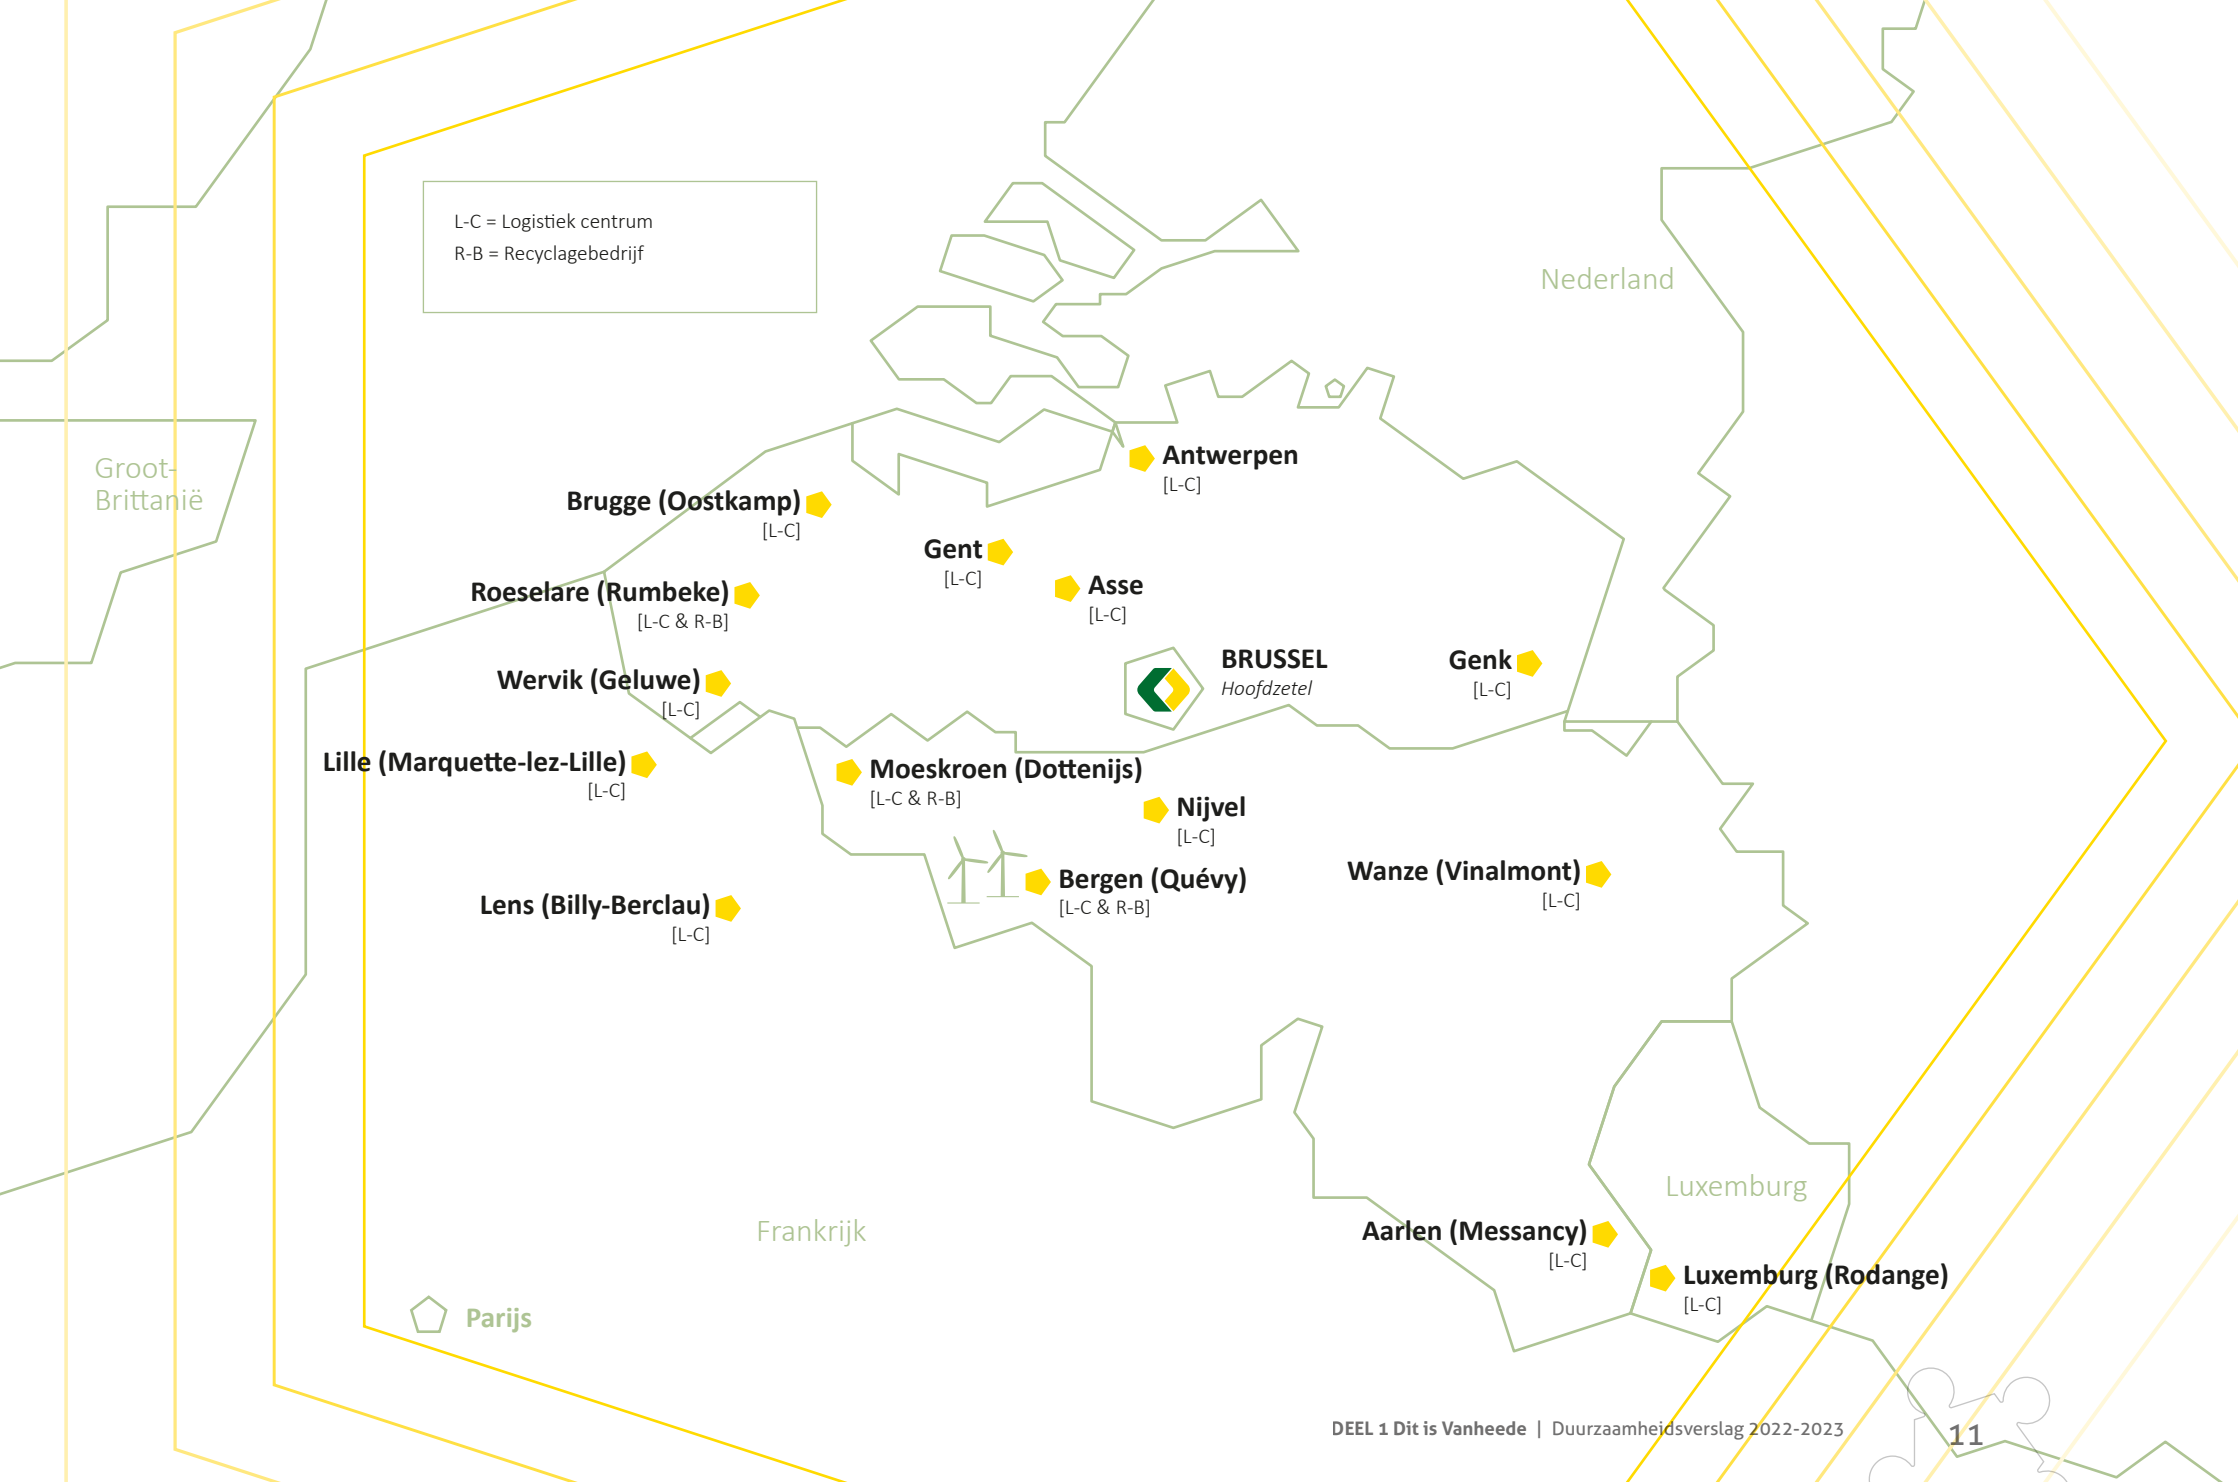 L-C = Logistiek centrum
R-B = Recyclagebedrijf
Nederland
Groot-
Brittanië
Antwerpen
[L-C]
Brugge (Oostkamp)
[L-C]
Gent
[L-C]
Asse
[L-C]
Roeselare (Rumbeke)
[L-C & R-B]
BRUSSEL
Hoofdzetel
Genk
[L-C]
Wervik (Geluwe)
[L-C]
Lille (Marquette-lez-Lille)
[L-C]
Moeskroen (Dottenijs)
[L-C & R-B]
Nijvel
[L-C]
Bergen (Quévy)
[L-C & R-B]
Wanze (Vinalmont)
[L-C]
Lens (Billy-Berclau)
[L-C]
Luxemburg
Frankrijk
Aarlen (Messancy)
[L-C]
Luxemburg (Rodange)
[L-C]
Parijs
DEEL 1 Dit is Vanheede | Duurzaamheidsverslag 2022-2023
11